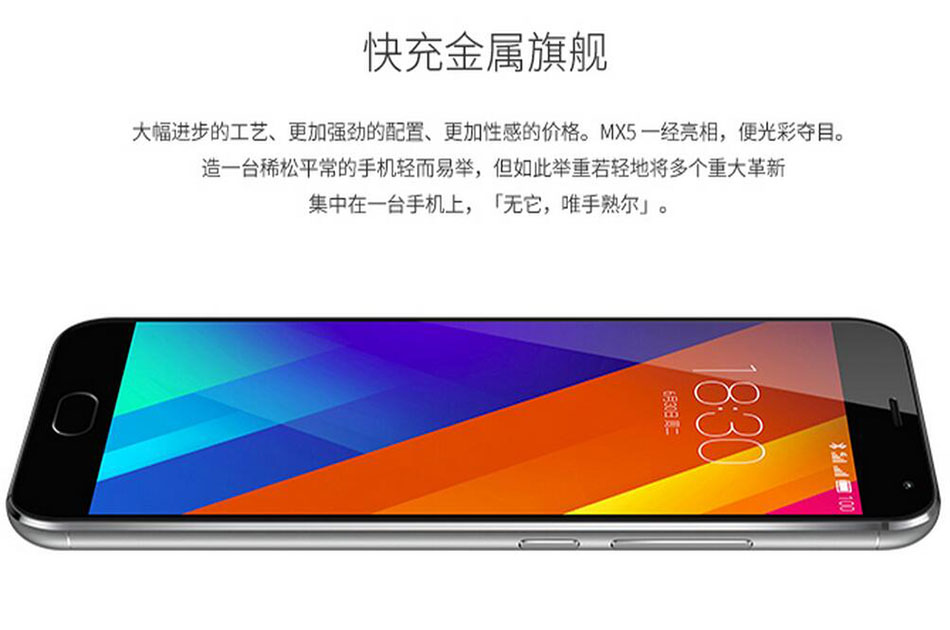 快充金属旗舰
大幅进步的工艺、更加强劲的配置、更加性感的价格。MX5 一经亮相，便光彩夺目。
造一台稀松平常的手机轻而易举，但如此举重若轻地将多个重大革新
集中在一台手机上，「无它，唯手熟尔」。
18:30
6月30日 周二
100